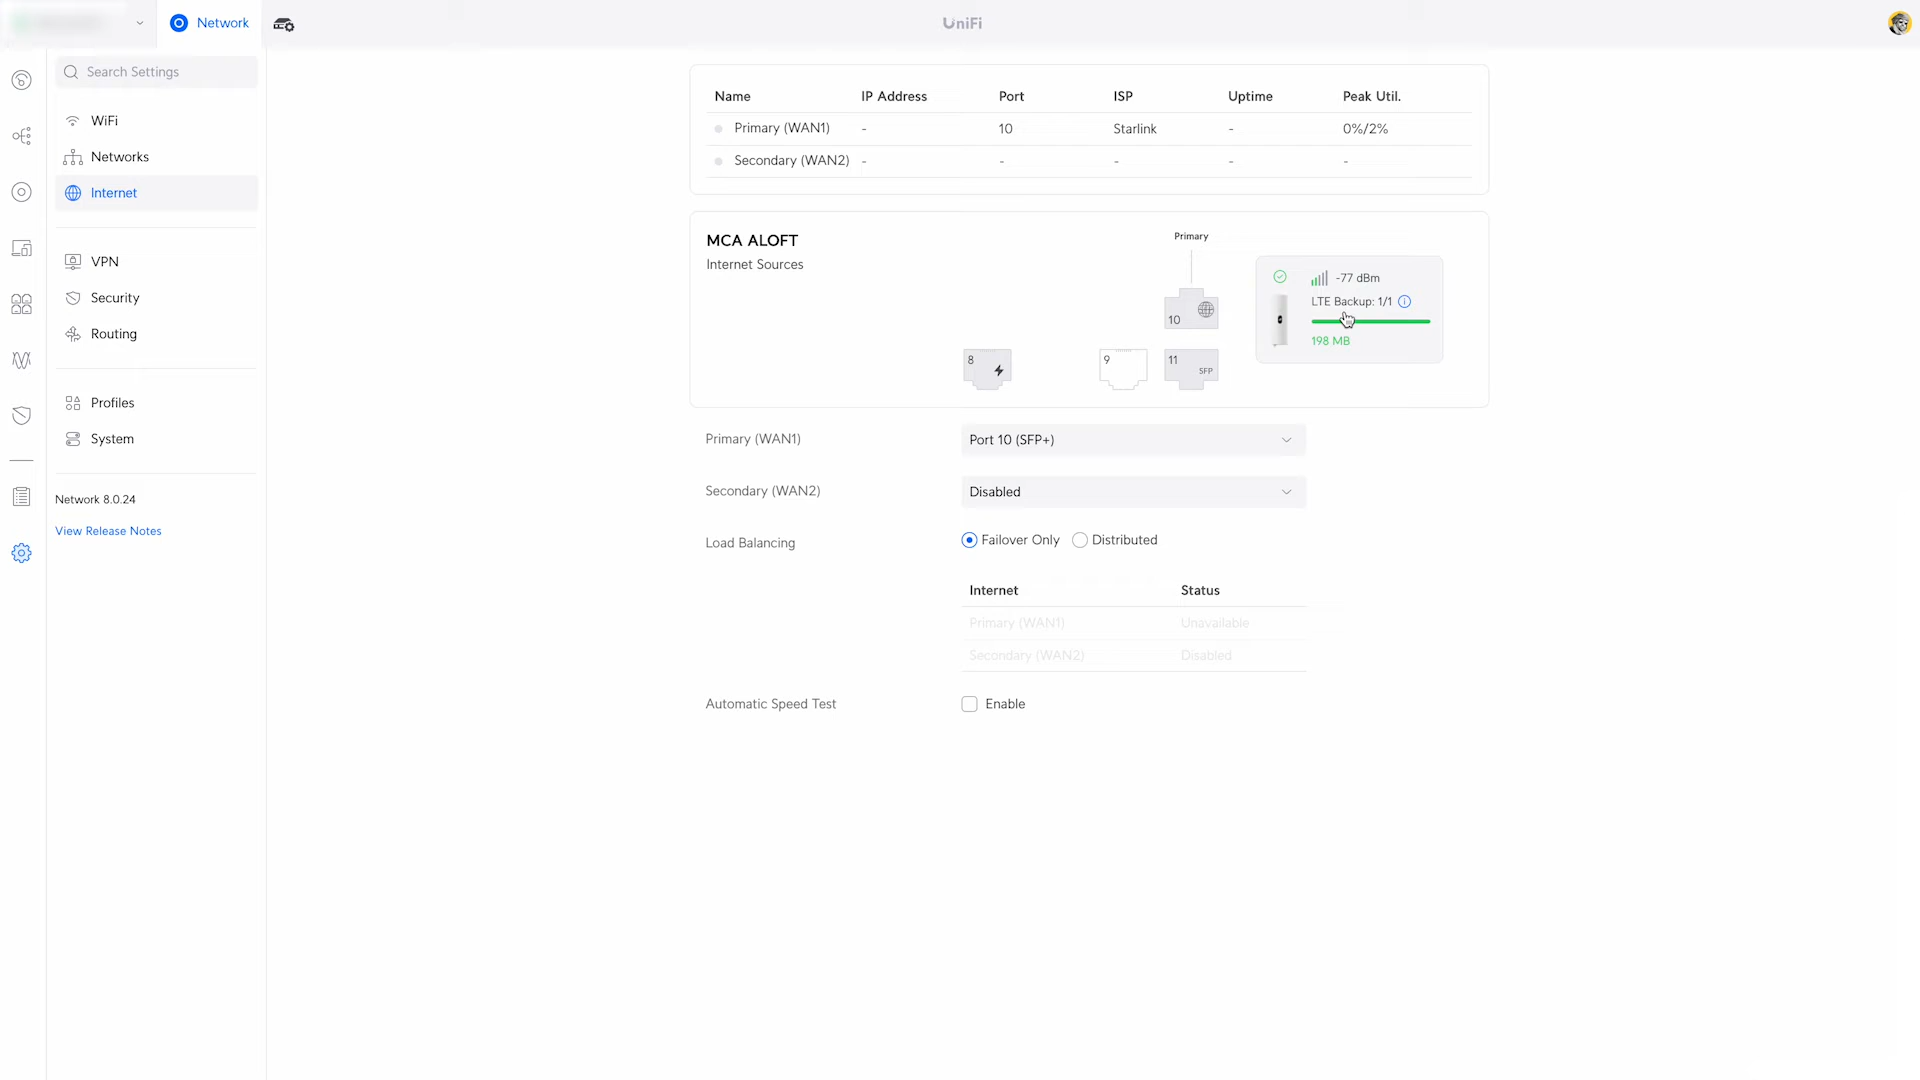 Network
UniFi
Search Settings
WiFi
Networks
Internet
VPN
Security
Routing
Profiles
System
Network 8.0.24
View Release Notes
Name IP Address Port ISP Uptime Peak Util.
Primary (WAN1) - 10 Starlink - 0%/2%
Secondary (WAN2) - - - - -
MCA ALOFT
Internet Sources
Primary
10
8
9
11
SFP
-77 dBm
LTE Backup: 1/1
198 MB
Primary (WAN1) Port 10 (SFP+)
Secondary (WAN2) Disabled
Load Balancing Failover Only Distributed
Internet Status
Primary (WAN1) Unavailable
Secondary (WAN2) Disabled
Automatic Speed Test Enable